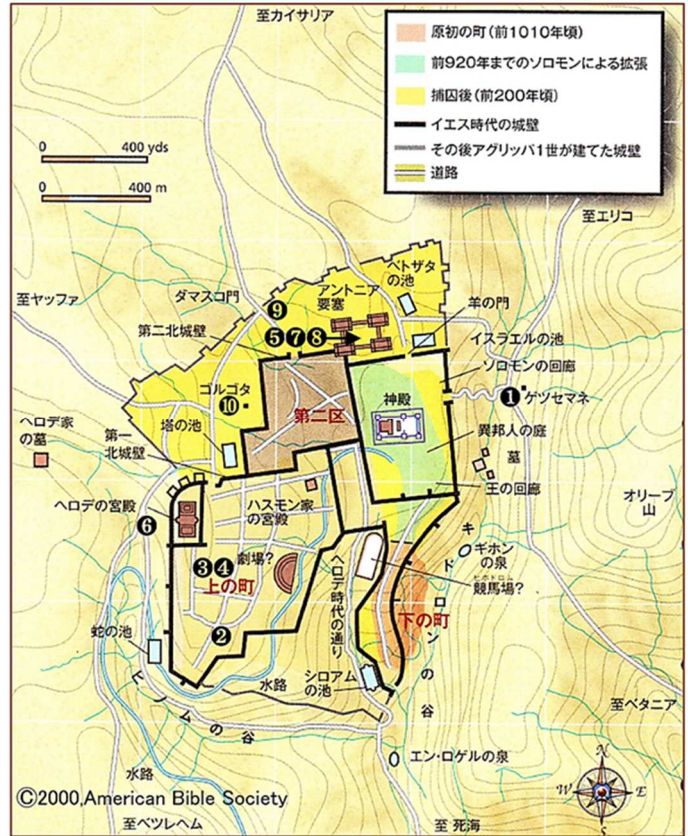 至カイサリア
原初の町(前1010年頃)
前920年までのソロモンによる拡張
捕囚後(前200年頃)
イエス時代の城壁
その後アグリッパ1世が建てた城壁
道路
0 400 yds
0 400 m
至エリコ
至ヤッファ
ダマスコ門
アントニア
要塞
ベトザタ
の池
羊の門
❾
❺❼❽
第二北城壁
イスラエルの池
ソロモンの回廊
ゴルゴタ
❿
第二区
神殿
❶
ゲツセマネ
塔の池
異邦人の庭
ヘロデ家
の墓
第一
北城壁
墓
王の回廊
オリーブ
山
ヘロデの宮殿
ハスモン家
の宮殿
❻
キドロンの谷
ギホン
の泉
劇場?
❸❹
上の町
ヒポドロム
競馬場?
ヘロデ時代の通り
下の町
❷
蛇の池
シロアム
の池
水路
ヒンノムの谷
至ベタニア
エン・ロゲルの泉
水路
N
W E
S
©2000,American Bible Society
至ベツレヘム
至 死海